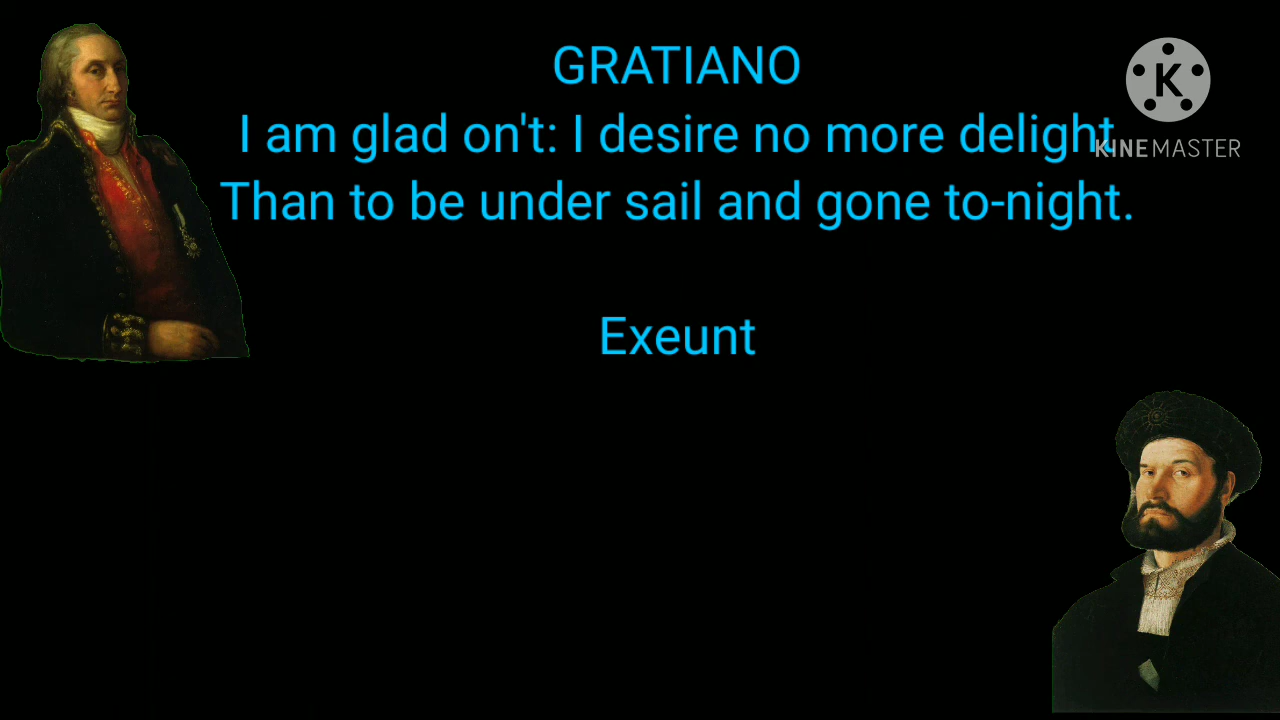 GRATIANO
I am glad on't: I desire no more delight
Than to be under sail and gone to-night.
Exeunt
K
KINEMASTER